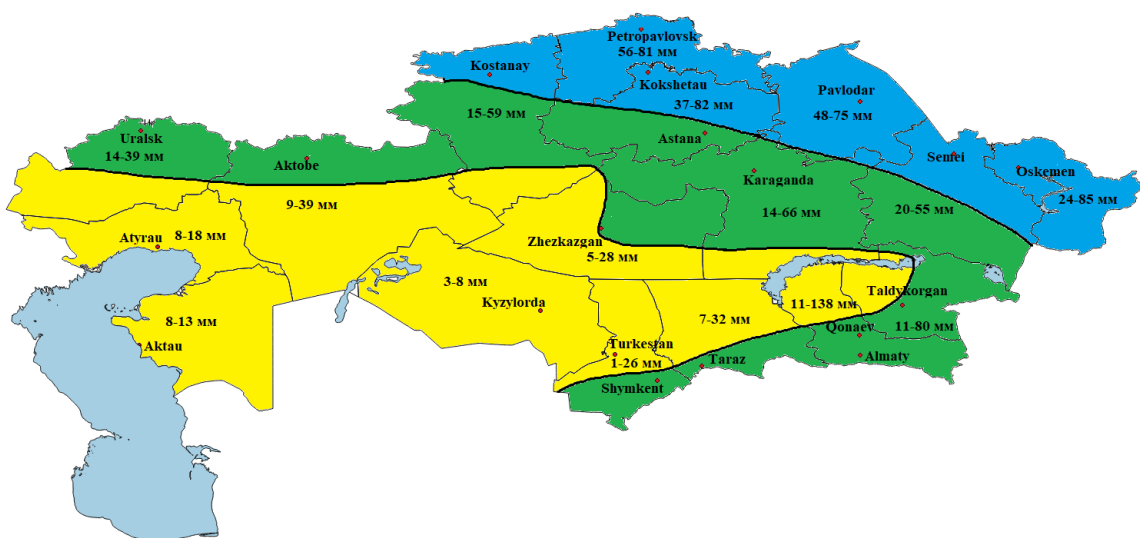 Petropavlovsk
56-81 мм
Kostanay
Kokshetau
37-82 мм
Pavlodar
48-75 мм
15-59 мм
Astana
Uralsk
14-39 мм
Aktobe
Semei
Oskemen
24-85 мм
Karaganda
14-66 мм
20-55 мм
9-39 мм
8-18 мм
Atyrau
Zhezkazgan
5-28 мм
3-8 мм
Kyzylorda
8-13 мм
Aktau
7-32 мм
11-138 мм
Taldykorgan
11-80 мм
Qonaev
Almaty
Turkestan
1-26 мм
Taraz
Shymkent